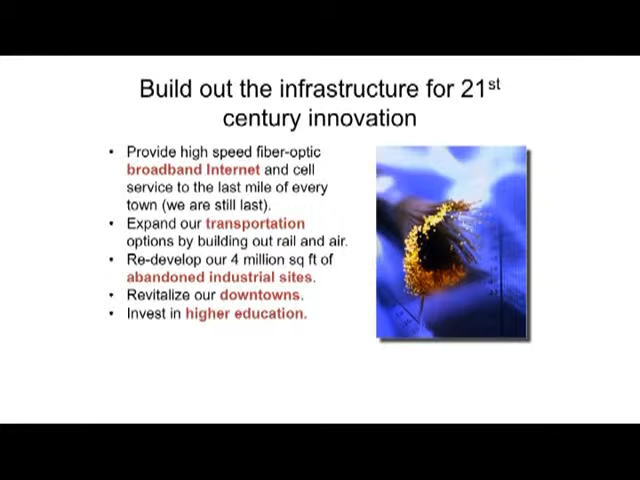 Build out the infrastructure for 21st
century innovation
• Provide high speed fiber-optic
broadband Internet and cell
service to the last mile of every
town (we are still last).
• Expand our transportation
options by building out rail and air.
• Re-develop our 4 million sq ft of
abandoned industrial sites.
• Revitalize our downtowns.
• Invest in higher education.